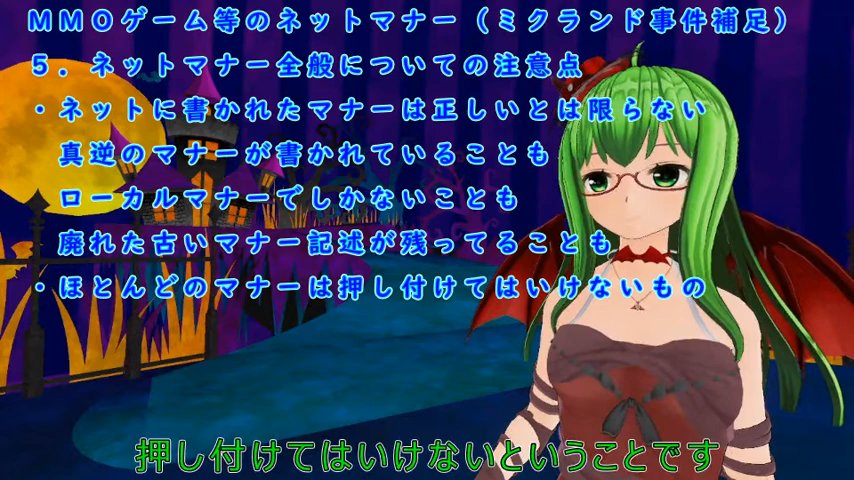 MMOゲーム等のネットマナー（ミクランド事件補足）
5．ネットマナー全般についての注意点
・ネットに書かれたマナーは正しいとは限らない
真逆のマナーが書かれていることも
ローカルマナーでしかないことも
廃れた古いマナー記述が残ってることも
・ほとんどのマナーは押し付けてはいけないもの
押し付けてはいけないということです